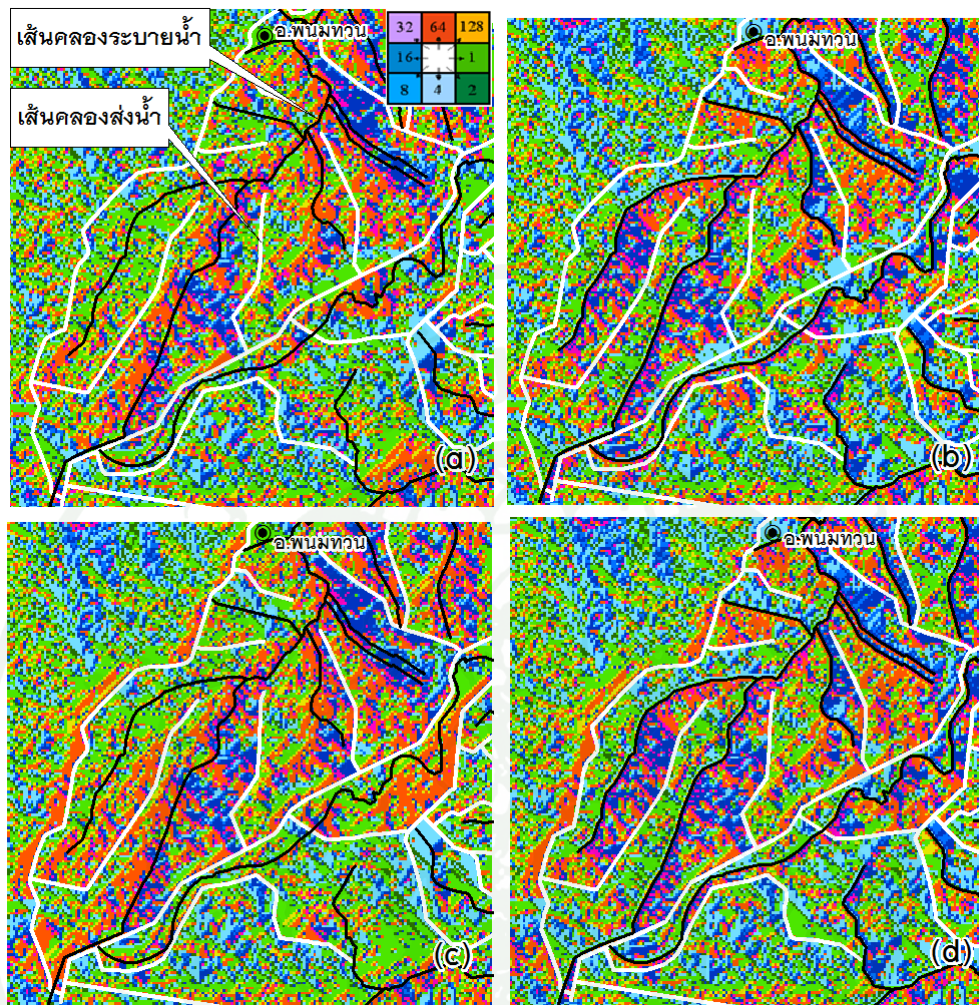 เส้นคลองระบายน้ำ
อ.พนมทวน
32 64 128
16 1
8 4 2
เส้นคลองส่งน้ำ
(a)
อ.พนมทวน
(b)
อ.พนมทวน
(c)
อ.พนมทวน
(d)